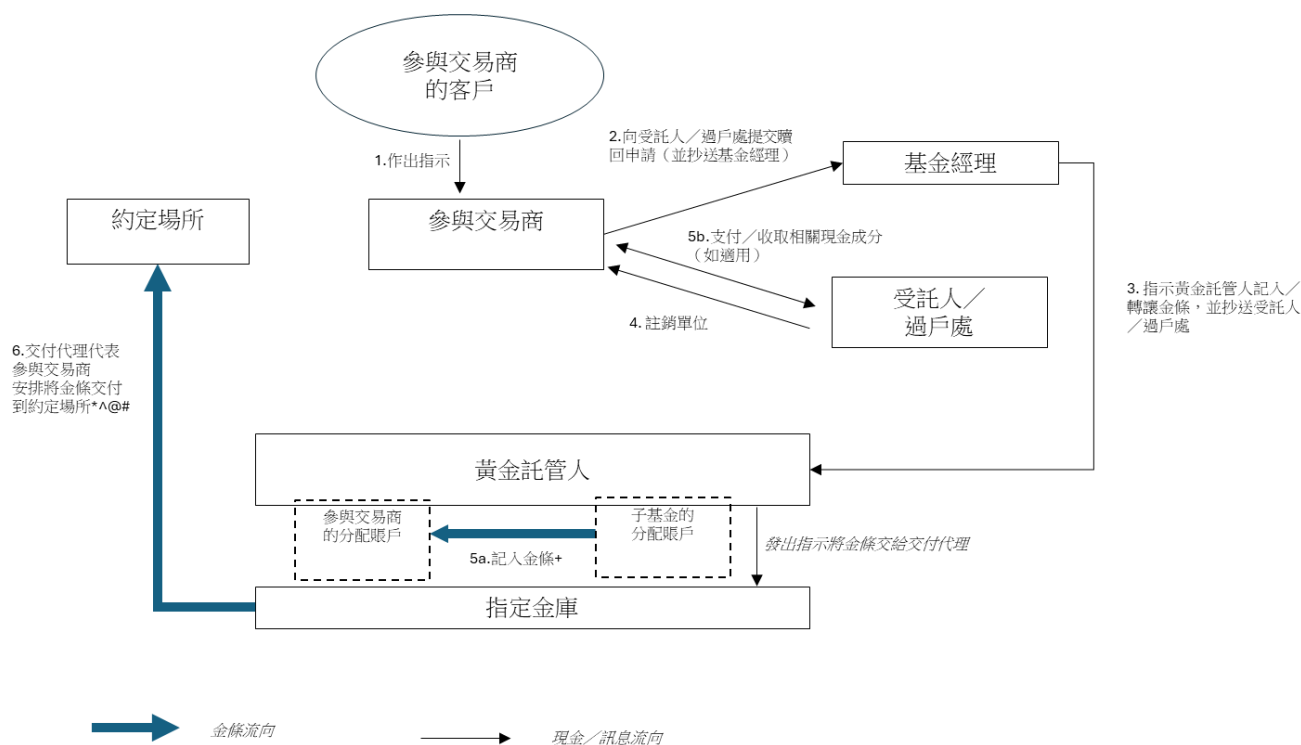 參與交易商
的客戶
1.作出指示
2.向受託人／過戶處提交贖
回申請（並抄送基金經理）
基金經理
約定場所
參與交易商
5b.支付／收取相關現金成分
（如適用）
受託人／
過戶處
4. 註銷單位
3. 指示黃金託管人記入／
轉讓金條，並抄送受託人
／過戶處
6.交付代理代表
參與交易商
安排將金條交付
到約定場所*^@#
黃金託管人
參與交易商
的分配賬戶
子基金的
分配賬戶
5a.記入金條+
發出指示將金條交給交付代理
指定金庫
金條流向
現金／訊息流向